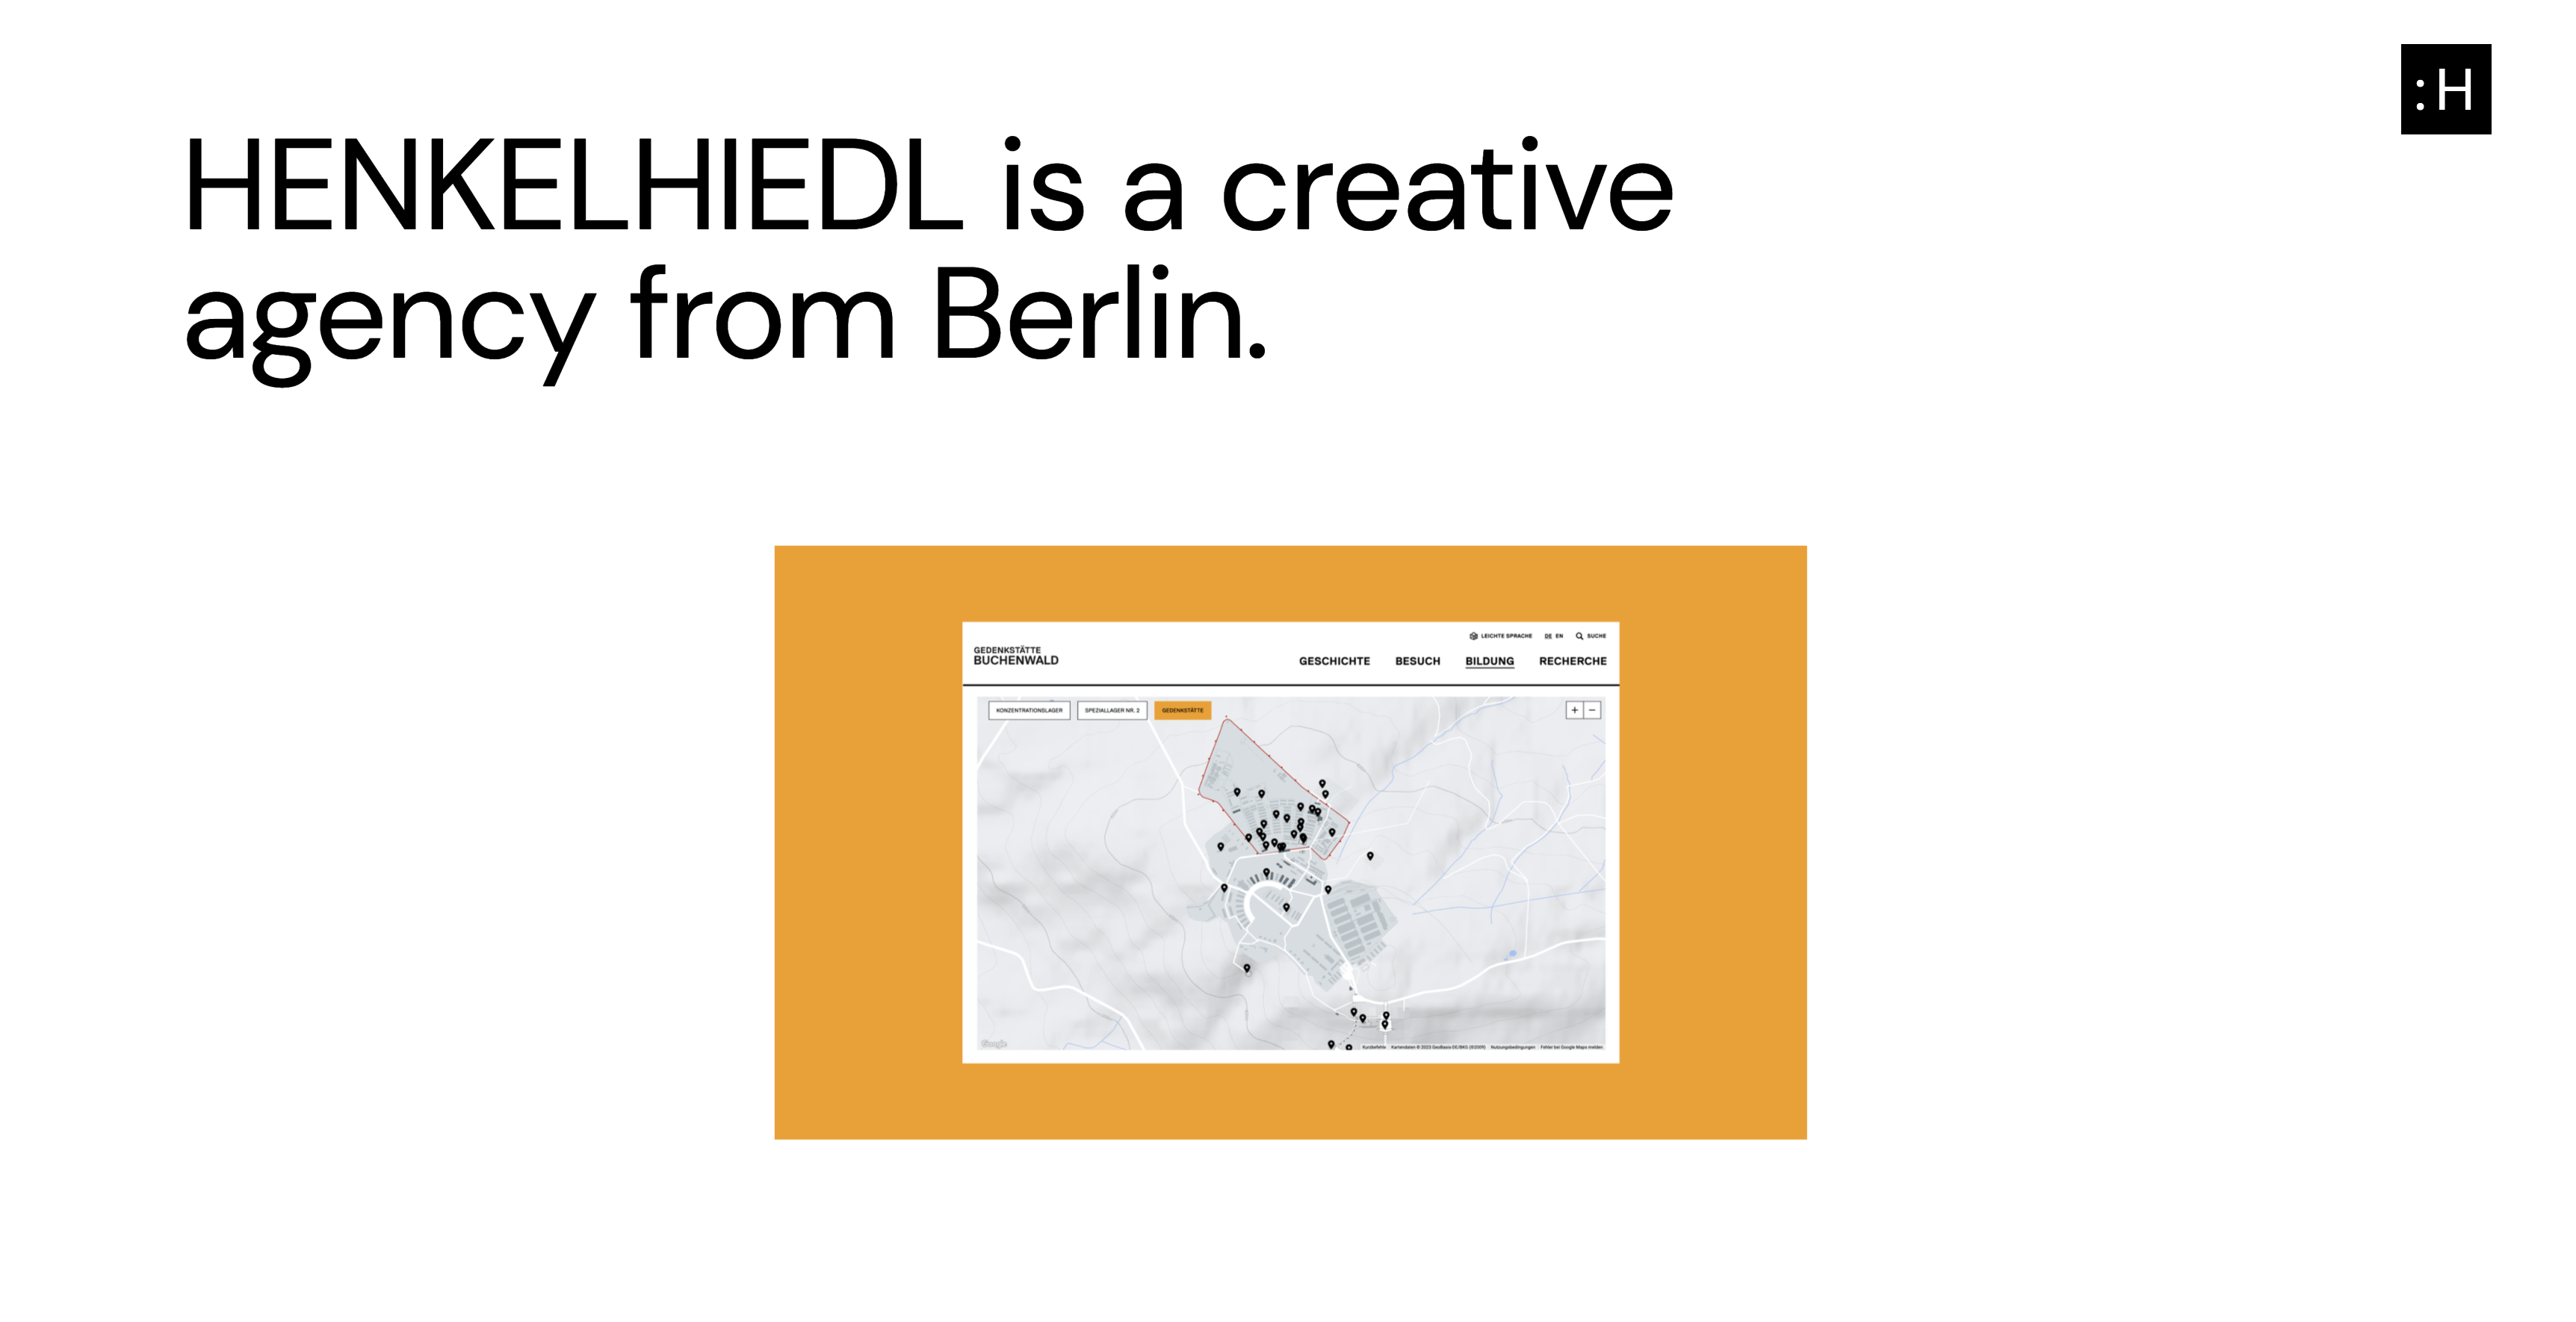 :H
HENKELHIEDL is a creative
agency from Berlin.
LEICHTE SPRACHE DE EN SUCHE
GEDENKSTÄTTE
BUCHENWALD
GESCHICHTE BESUCH BILDUNG RECHERCHE
KONZENTRATIONSLAGER SPEZIALLAGER NR. 2 GEDENKSTÄTTE + −
Google Kurzbefehle Kartendaten © 2023 GeoBasis-DE/BKG (©2009) Nutzungsbedingungen Fehler bei Google Maps melden